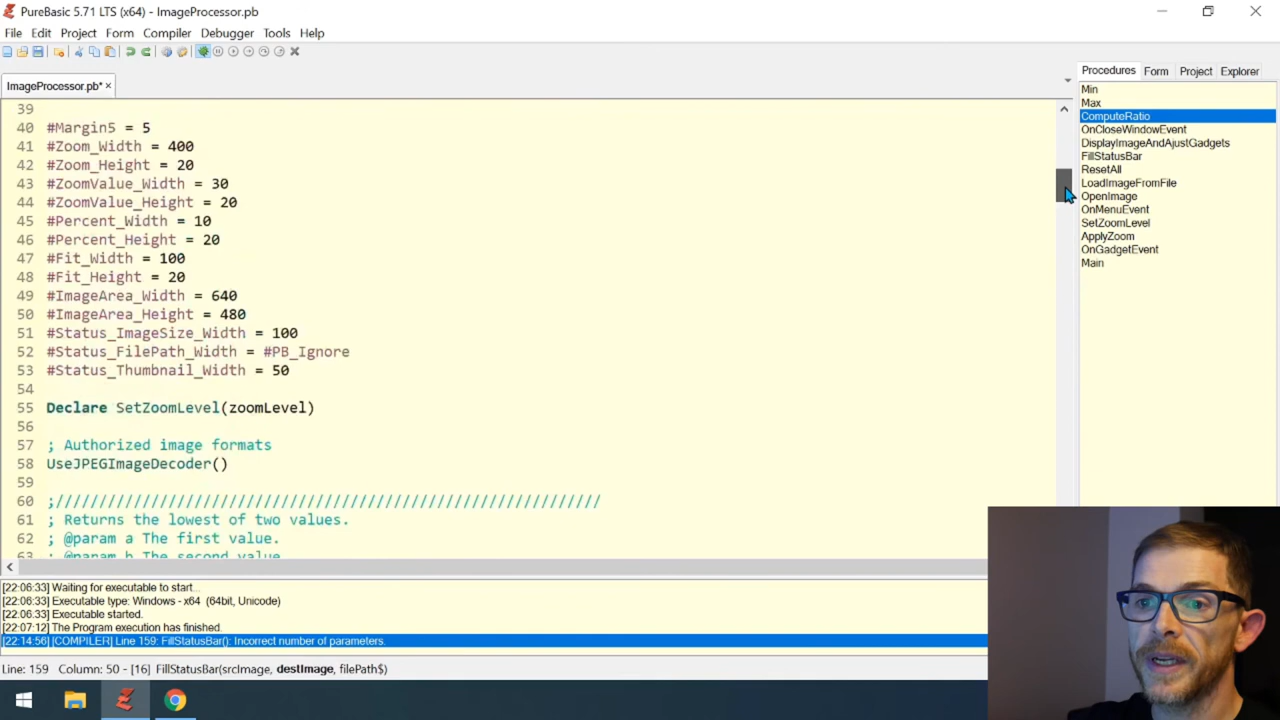 PureBasic 5.71 LTS (x64) - ImageProcessor.pb
File Edit Project Form Compiler Debugger Tools Help
ImageProcessor.pb*
Procedures Form Project Explorer
39
40 #Margin5 = 5
41 #Zoom_Width = 400
42 #Zoom_Height = 20
43 #ZoomValue_Width = 30
44 #ZoomValue_Height = 20
45 #Percent_Width = 10
46 #Percent_Height = 20
47 #Fit_Width = 100
48 #Fit_Height = 20
49 #ImageArea_Width = 640
50 #ImageArea_Height = 480
51 #Status_ImageSize_Width = 100
52 #Status_FilePath_Width = #PB_Ignore
53 #Status_Thumbnail_Width = 50
54
55 Declare SetZoomLevel(zoomLevel)
56
57 ; Authorized image formats
58 UseJPEGImageDecoder()
59
60 ;///////////////////////////////////////////////////////////////
61 ; Returns the lowest of two values.
62 ; @param a The first value.
63 ; @param b The second value
Min
Max
ComputeRatio
OnCloseWindowEvent
DisplayImageAndAjustGadgets
FillStatusBar
ResetAll
LoadImageFromFile
OpenImage
OnMenuEvent
SetZoomLevel
ApplyZoom
OnGadgetEvent
Main
[22:06:33] Waiting for executable to start...
[22:06:33] Executable type: Windows - x64 (64bit, Unicode)
[22:06:33] Executable started.
[22:07:12] The Program execution has finished.
[22:14:56] [COMPILER] Line 159: FillStatusBar(): Incorrect number of parameters.
Line: 159 Column: 50 - [16] FillStatusBar(srcImage, destImage, filePath$)